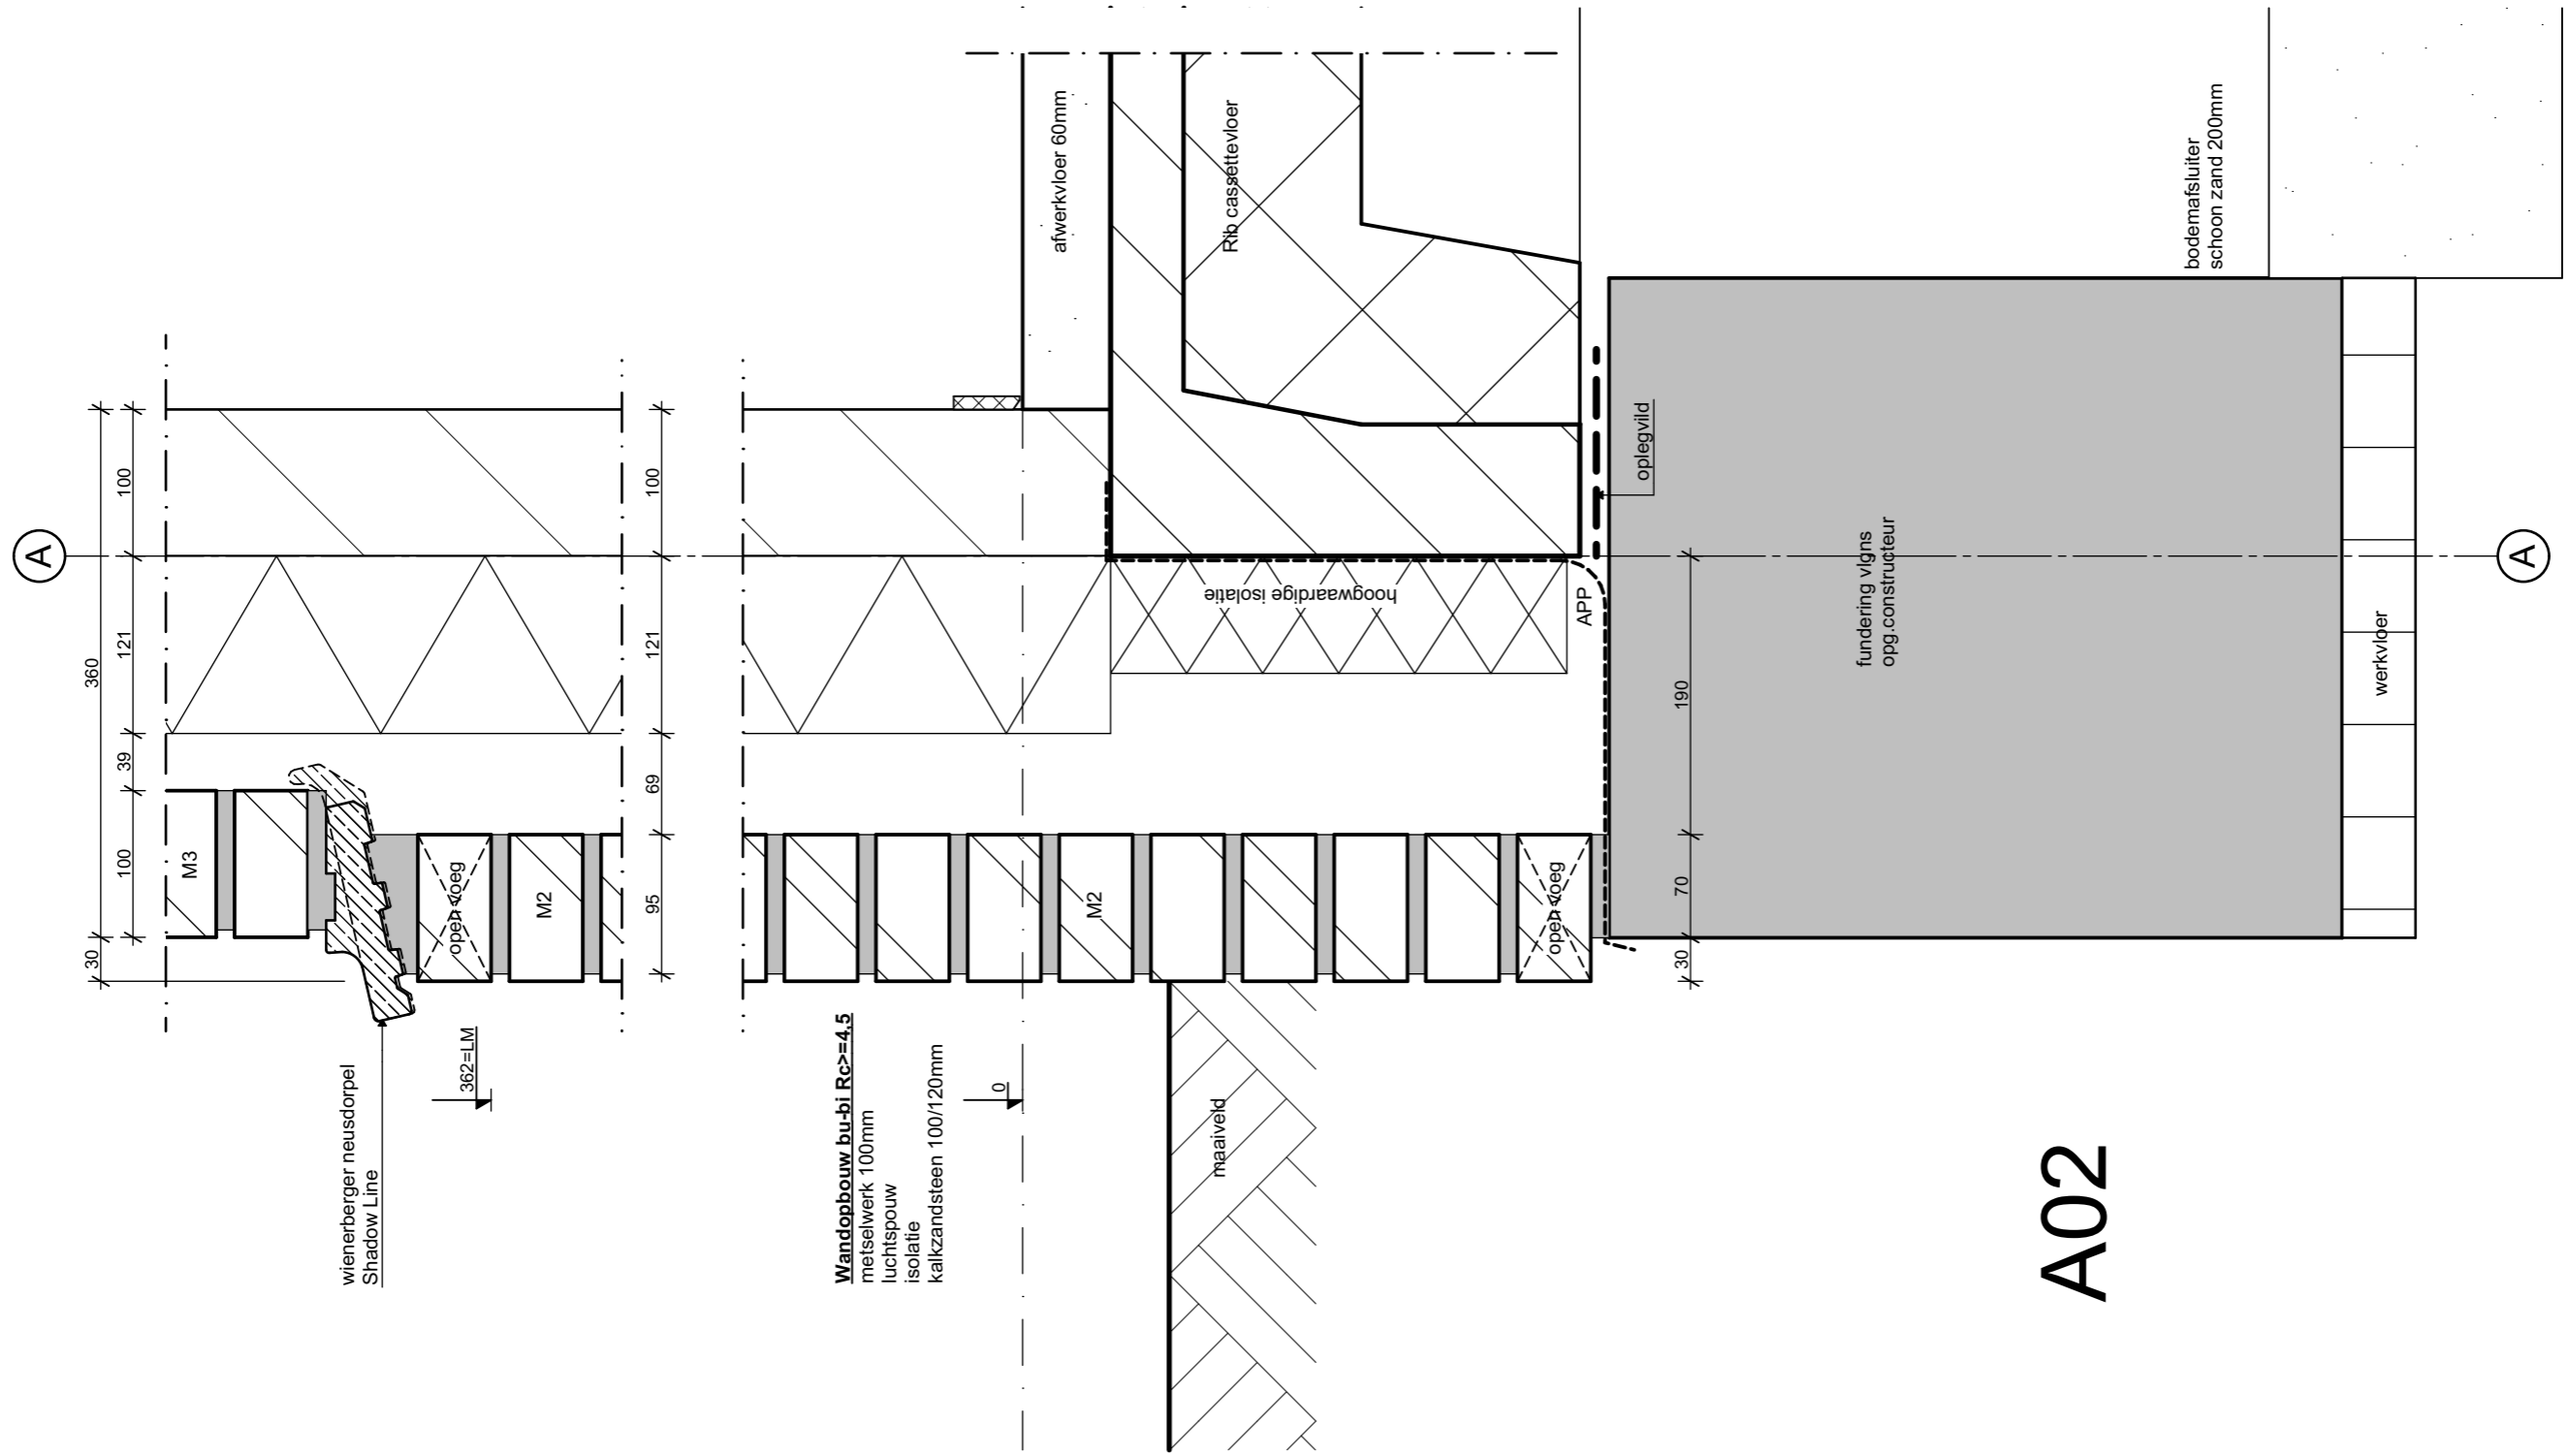 A
360
30
100
39
121
100
M3
open voeg
M2
wienerberger neusdorpel
Shadow Line
362=LM
95
69
121
100
Wandopbouw bu-bi Rc>=4,5
metselwerk 100mm
luchtspouw
isolatie
kalkzandsteen 100/120mm
0
M2
open voeg
maaiveld
afwerkvloer 60mm
Rib cassettevloer
hoogwaardige isolatie
APP
oplegvild
30
70
190
fundering vlgns
opg.constructeur
bodemafsluiter
schoon zand 200mm
werkvloer
A
A02